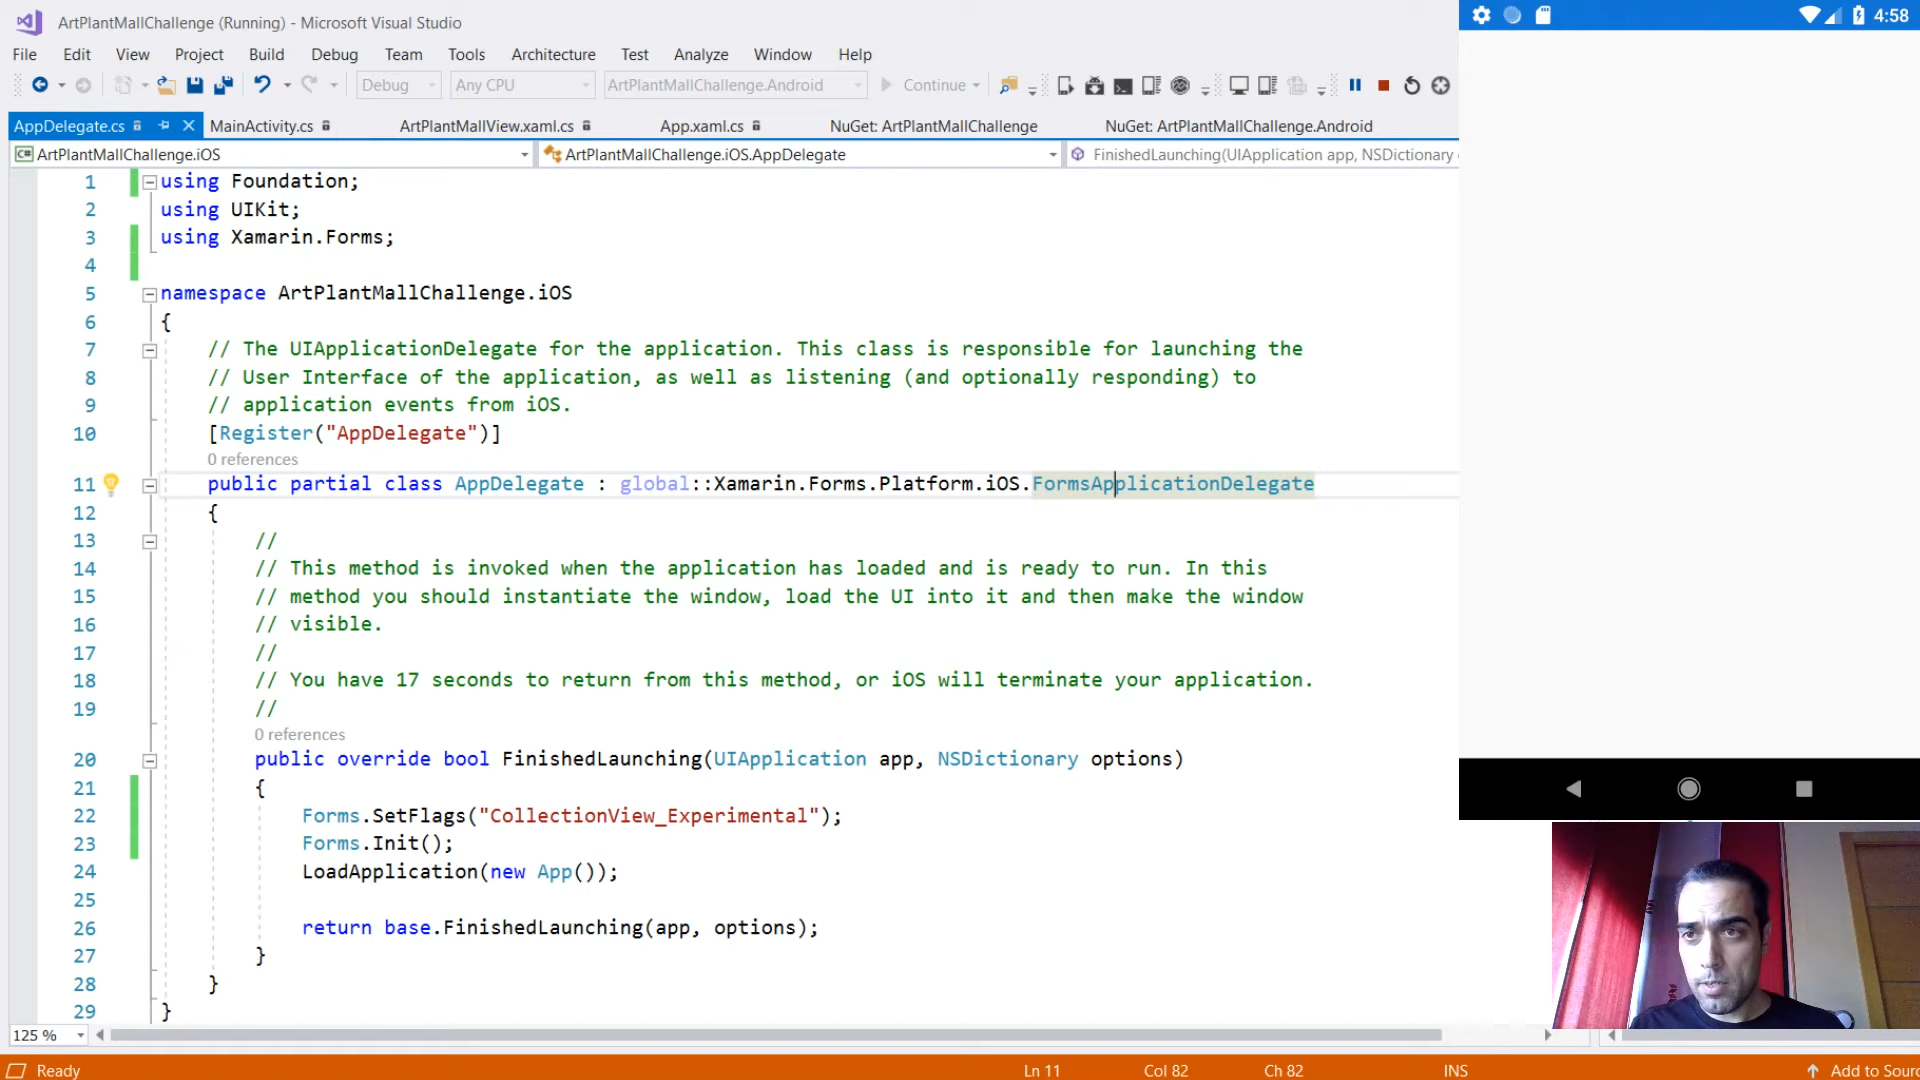 ArtPlantMallChallenge (Running) - Microsoft Visual Studio
4:58
File Edit View Project Build Debug Team Tools Architecture Test Analyze Window Help
Debug Any CPU ArtPlantMallChallenge.Android Continue
AppDelegate.cs MainActivity.cs ArtPlantMallView.xaml.cs App.xaml.cs NuGet: ArtPlantMallChallenge NuGet: ArtPlantMallChallenge.Android
C# ArtPlantMallChallenge.iOS ArtPlantMallChallenge.iOS.AppDelegate FinishedLaunching(UIApplication app, NSDictionary
1 using Foundation;
2 using UIKit;
3 using Xamarin.Forms;
4
5 namespace ArtPlantMallChallenge.iOS
6 {
7 // The UIApplicationDelegate for the application. This class is responsible for launching the
8 // User Interface of the application, as well as listening (and optionally responding) to
9 // application events from iOS.
10 [Register("AppDelegate")]
0 references
11 public partial class AppDelegate : global::Xamarin.Forms.Platform.iOS.FormsApplicationDelegate
12 {
13 //
14 // This method is invoked when the application has loaded and is ready to run. In this
15 // method you should instantiate the window, load the UI into it and then make the window
16 // visible.
17 //
18 // You have 17 seconds to return from this method, or iOS will terminate your application.
19 //
0 references
20 public override bool FinishedLaunching(UIApplication app, NSDictionary options)
21 {
22 Forms.SetFlags("CollectionView_Experimental");
23 Forms.Init();
24 LoadApplication(new App());
25
26 return base.FinishedLaunching(app, options);
27 }
28 }
29 }
125 %
Ready Ln 11 Col 82 Ch 82 INS Add to Sourc